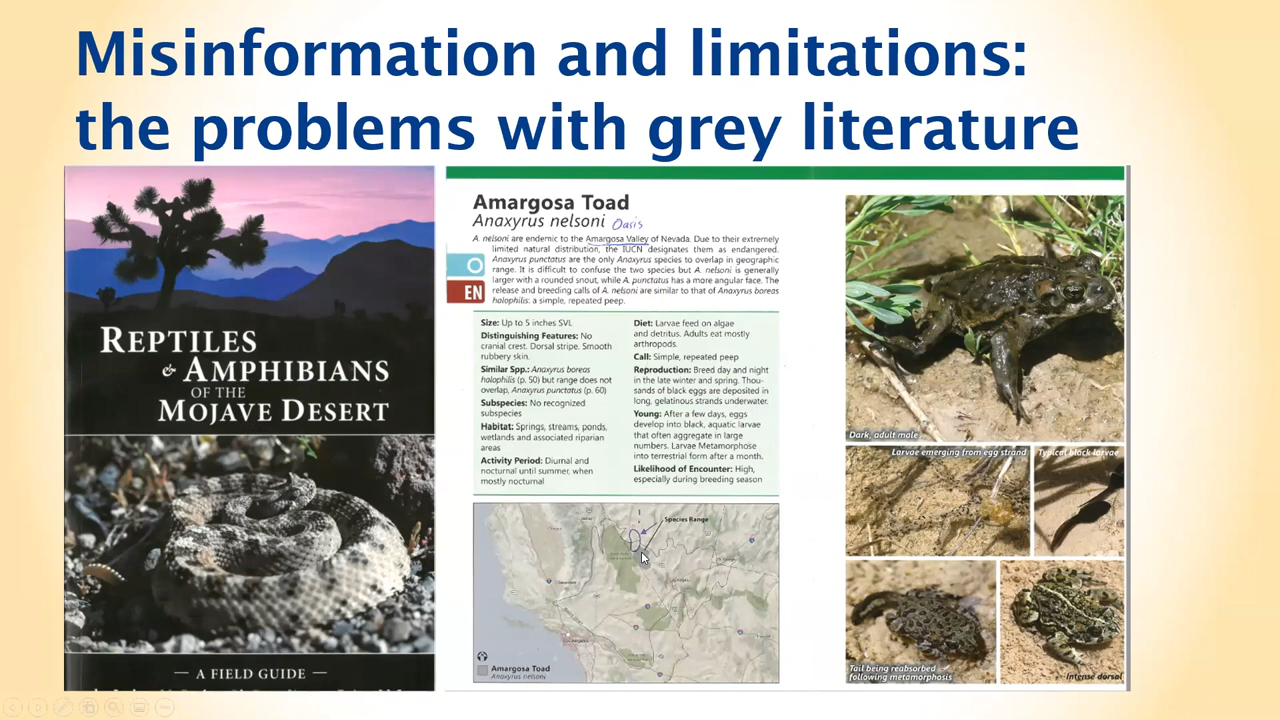 Misinformation and limitations:
the problems with grey literature
REPTILES
& AMPHIBIANS
OF THE
MOJAVE DESERT
— A FIELD GUIDE —
Amargosa Toad
Anaxyrus nelsoni Oasis
A. nelsoni are endemic to the Amargosa Valley of Nevada. Due to their extremely
limited natural distribution, the IUCN designates them as endangered.
Anaxyrus punctatus are the only Anaxyrus species to overlap in geographic
range. It is difficult to confuse the two species but A. nelsoni is generally
larger with a rounded snout, while A. punctatus has a more angular face. The
release and breeding calls of A. nelsoni are similar to that of Anaxyrus boreas
halophilis: a simple, repeated peep.
O
EN
Size: Up to 5 inches SVL
Distinguishing Features: No
cranial crest. Dorsal stripe. Smooth
rubbery skin.
Similar Spp.: Anaxyrus boreas
halophilis (p. 50) but range does not
overlap, Anaxyrus punctatus (p. 60)
Subspecies: No recognized
subspecies
Habitat: Springs, streams, ponds,
wetlands and associated riparian
areas
Activity Period: Diurnal and
nocturnal until summer, when
mostly nocturnal
Diet: Larvae feed on algae
and detritus. Adults eat mostly
arthropods.
Call: Simple, repeated peep
Reproduction: Breed day and night
in the late winter and spring. Thou-
sands of black eggs are deposited in
long, gelatinous strands underwater.
Young: After a few days, eggs
develop into black, aquatic larvae
that often aggregate in large
numbers. Larvae Metamorphose
into terrestrial form after a month.
Likelihood of Encounter: High,
especially during breeding season
Species Range
Amargosa Toad
Anaxyrus nelsoni
Dark, adult male
Larvae emerging from egg strand
Typical black larvae
Tail being reabsorbed
following metamorphosis
Intense dorsal